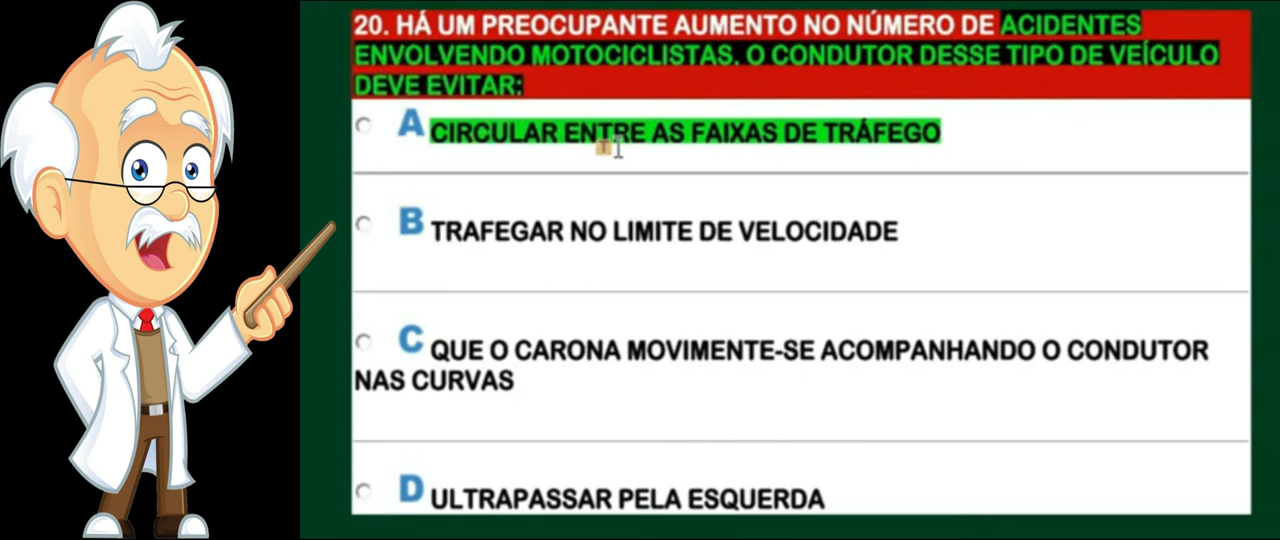 20. HÁ UM PREOCUPANTE AUMENTO NO NÚMERO DE ACIDENTES
ENVOLVENDO MOTOCICLISTAS. O CONDUTOR DESSE TIPO DE VEÍCULO
DEVE EVITAR:
A CIRCULAR ENTRE AS FAIXAS DE TRÁFEGO
B TRAFEGAR NO LIMITE DE VELOCIDADE
C QUE O CARONA MOVIMENTE-SE ACOMPANHANDO O CONDUTOR
NAS CURVAS
D ULTRAPASSAR PELA ESQUERDA